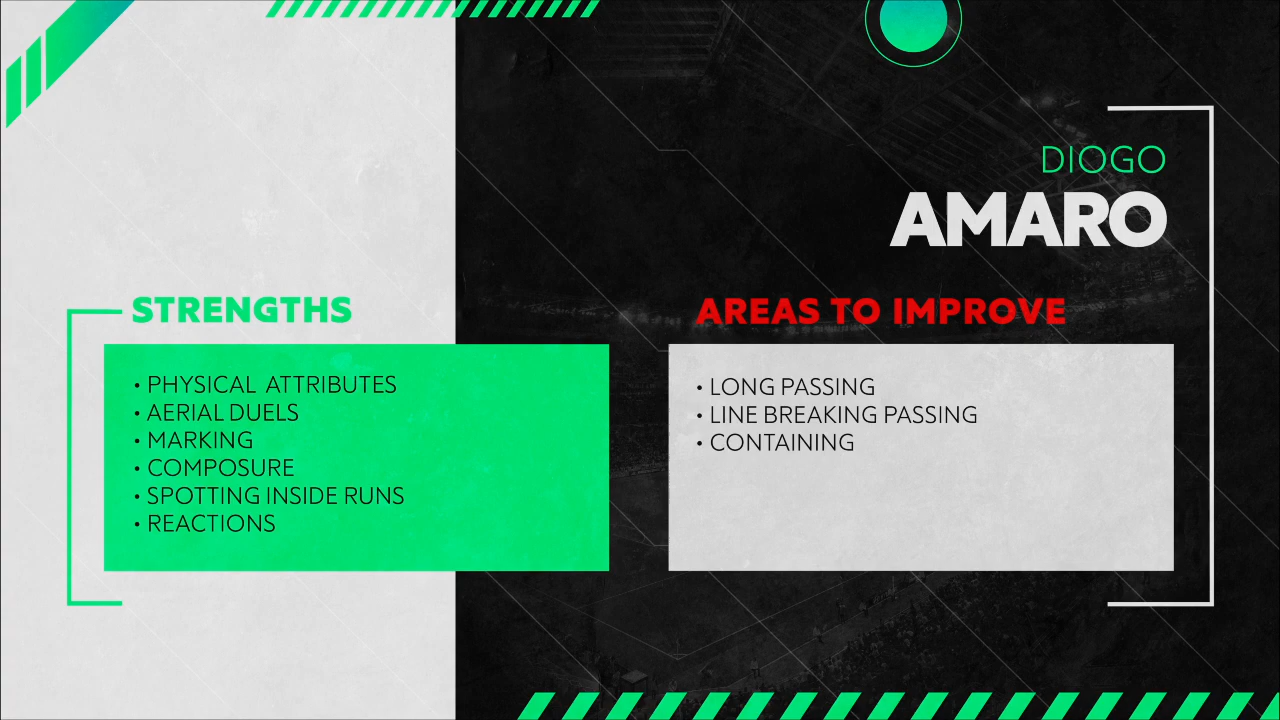 DIOGO
AMARO
STRENGTHS
• PHYSICAL ATTRIBUTES
• AERIAL DUELS
• MARKING
• COMPOSURE
• SPOTTING INSIDE RUNS
• REACTIONS
AREAS TO IMPROVE
• LONG PASSING
• LINE BREAKING PASSING
• CONTAINING